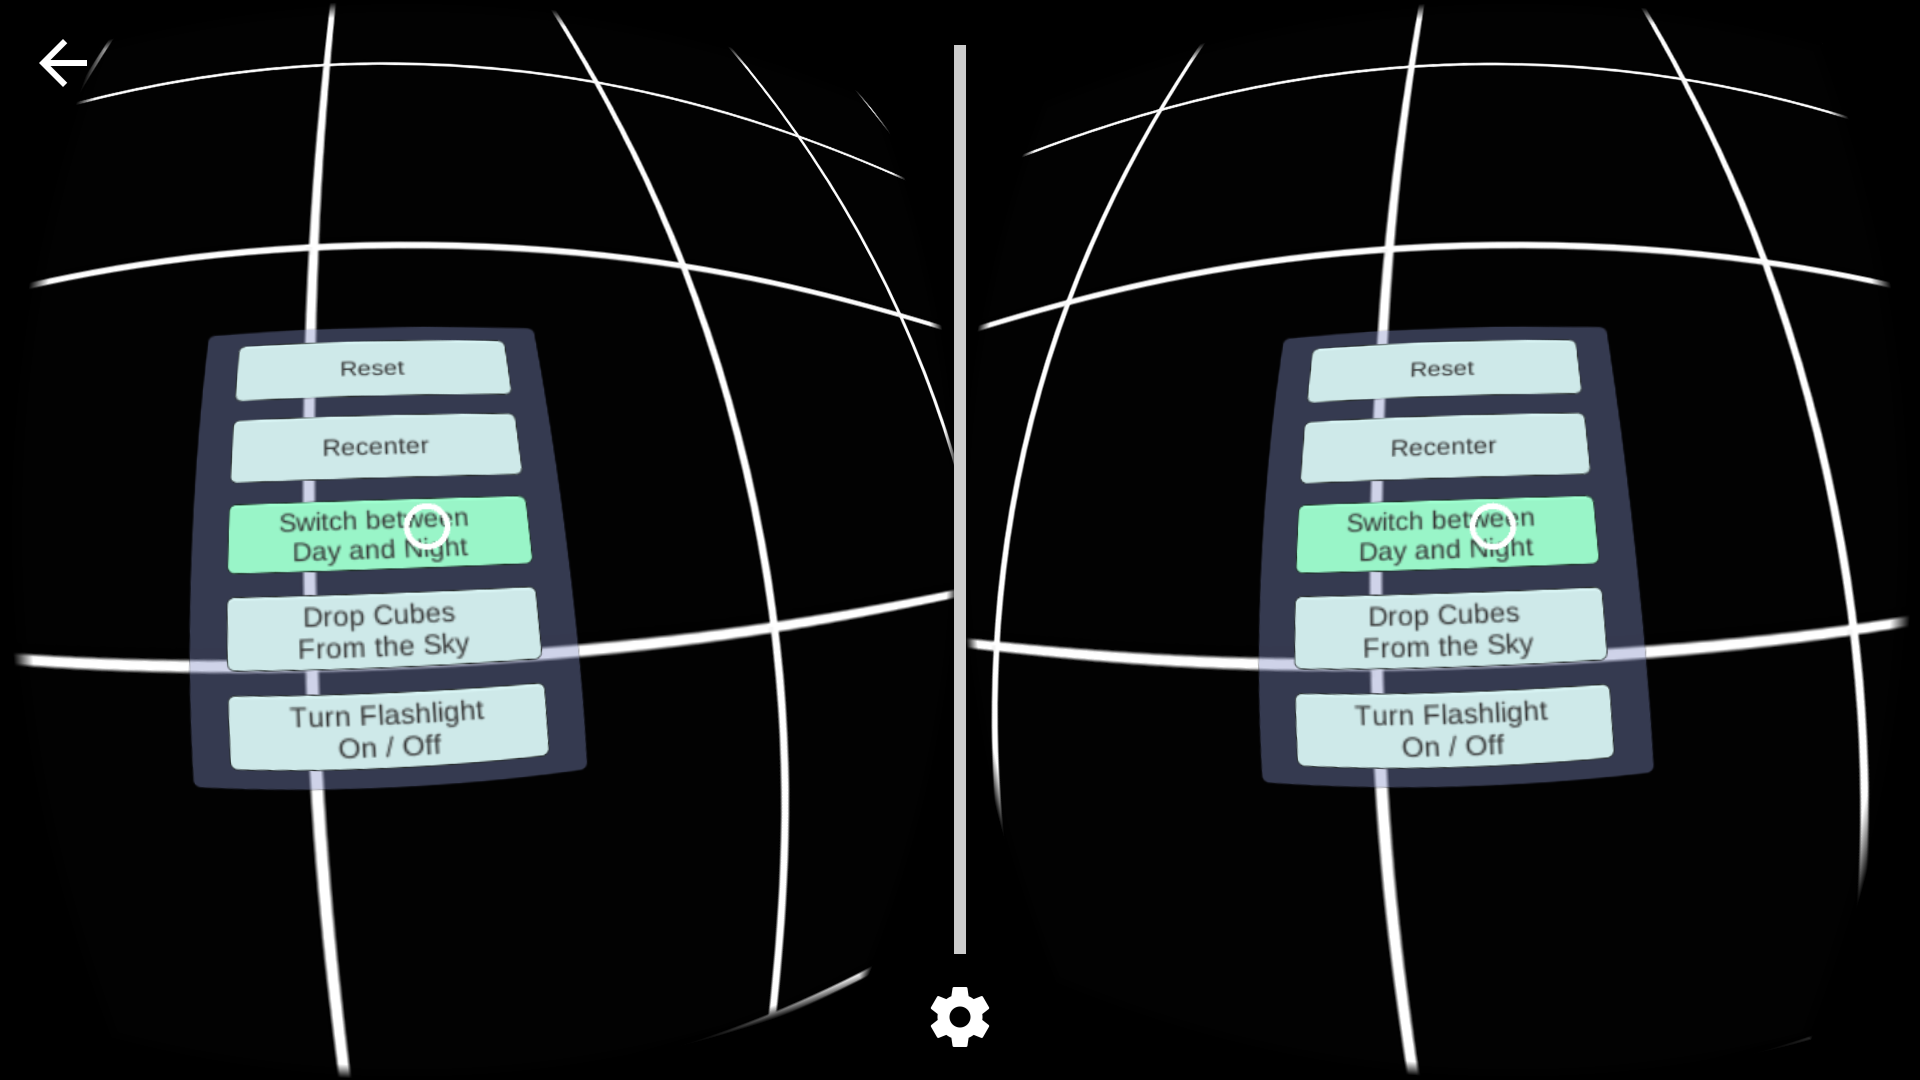 Reset
Recenter
Switch between
Day and Night
Drop Cubes
From the Sky
Turn Flashlight
On / Off
Reset
Recenter
Switch between
Day and Night
Drop Cubes
From the Sky
Turn Flashlight
On / Off